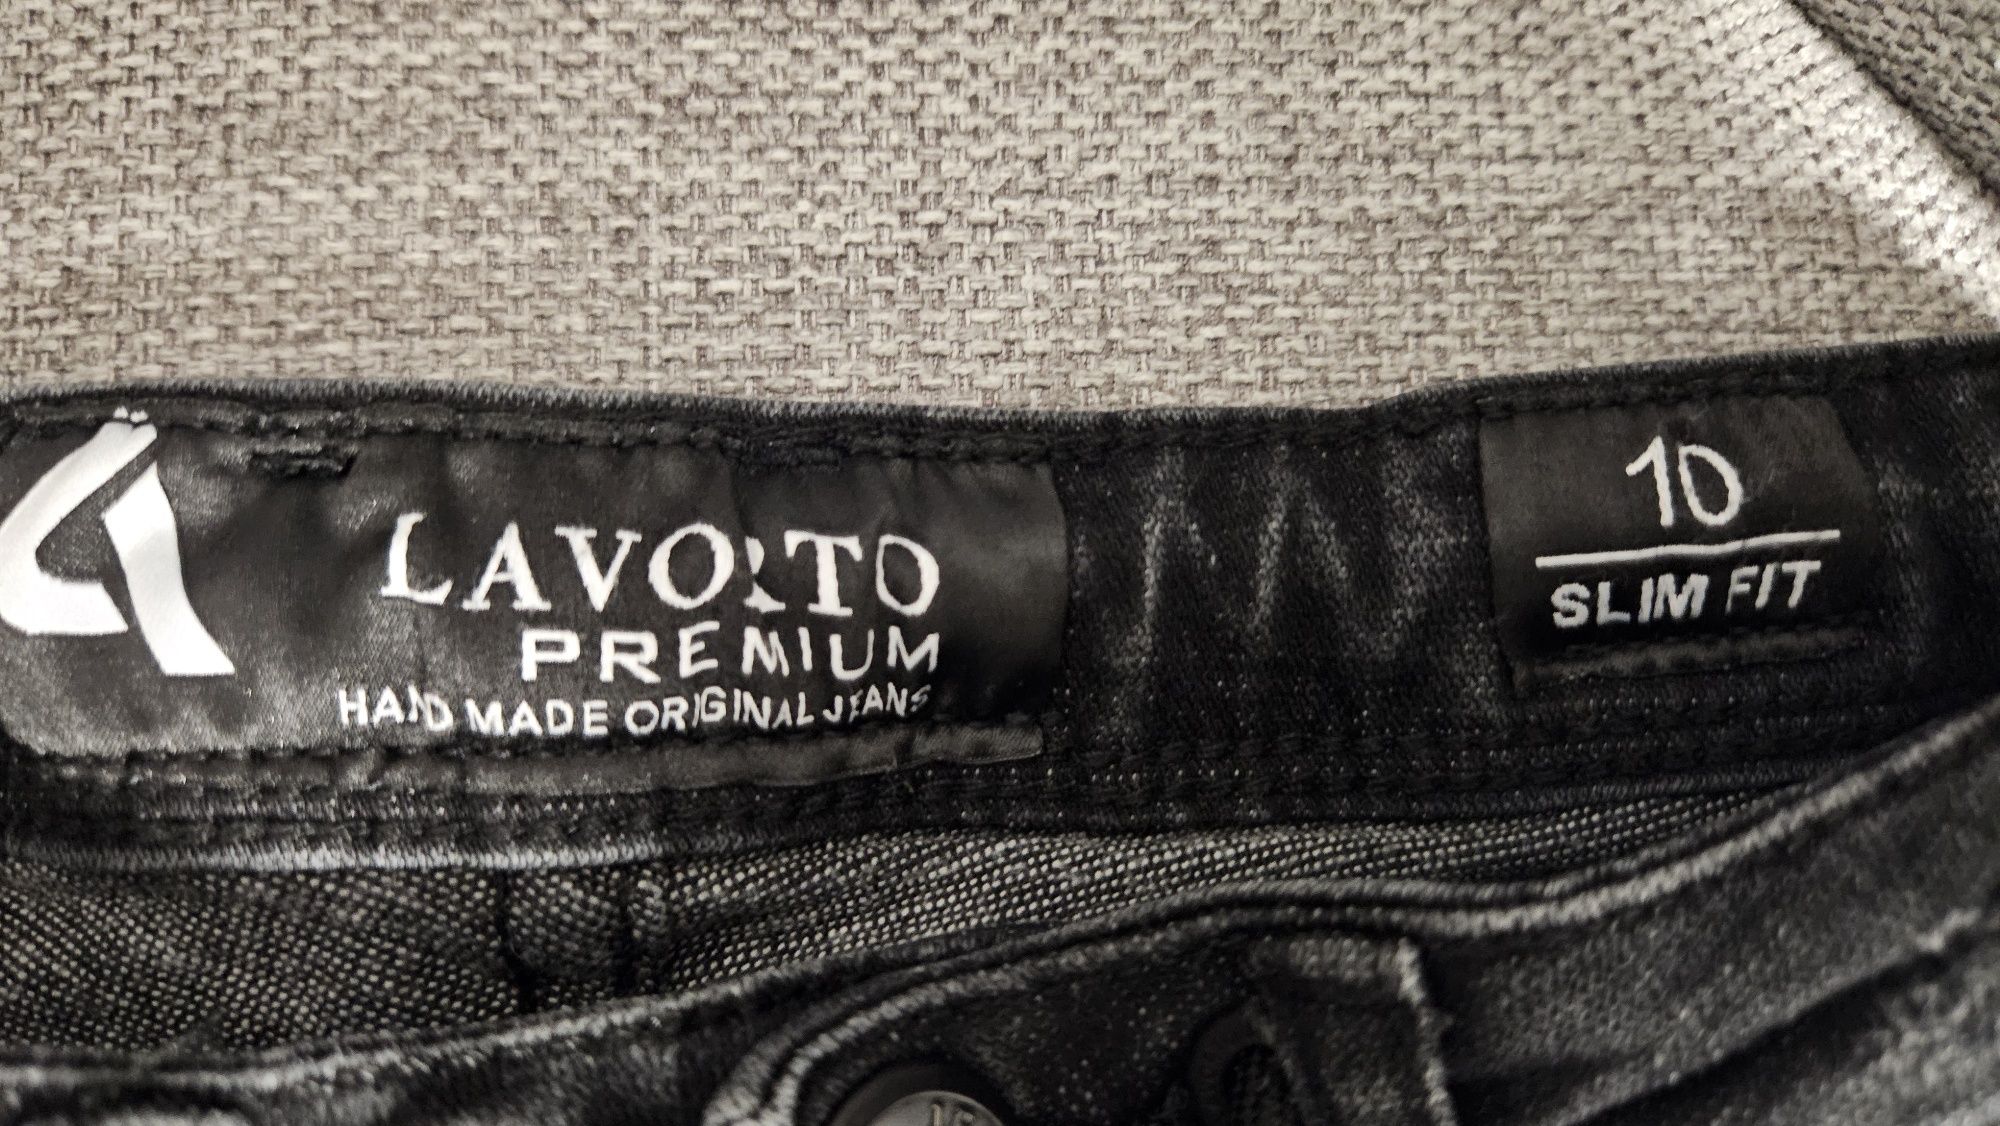 LAVORTO
PREMIUM
HAND MADE ORIGINAL JEANS
10
SLIM FIT